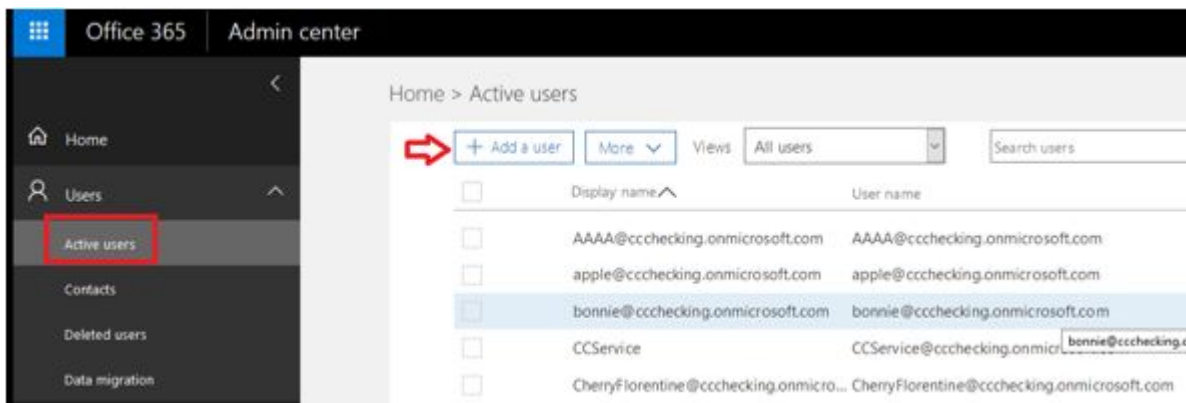 Office 365 Admin center
Home > Active users
Home
Users
Active users
Contacts
Deleted users
Data migration
+ Add a user More Views All users Search users
Display name User name
AAAA@ccchecking.onmicrosoft.com AAAA@ccchecking.onmicrosoft.com
apple@ccchecking.onmicrosoft.com apple@ccchecking.onmicrosoft.com
bonnie@ccchecking.onmicrosoft.com bonnie@ccchecking.onmicrosoft.com
bonnie@ccchecking.
CCService CCService@ccchecking.onmicr
CherryFlorentine@ccchecking.onmicro... CherryFlorentine@ccchecking.onmicrosoft.com